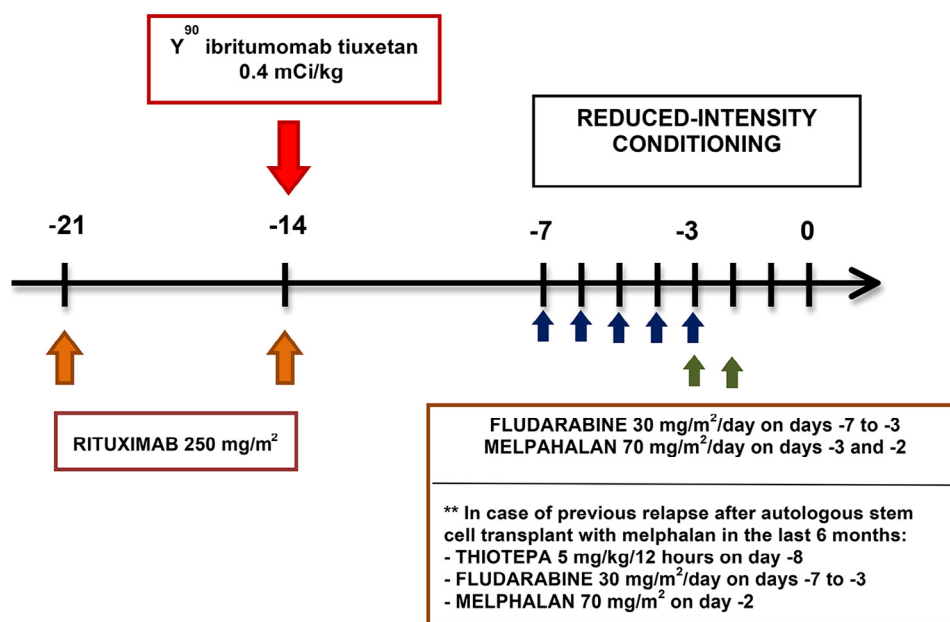 Y⁹⁰ ibritumomab tiuxetan
0.4 mCi/kg
REDUCED-INTENSITY
CONDITIONING
-21
-14
-7
-3
0
RITUXIMAB 250 mg/m²
FLUDARABINE 30 mg/m²/day on days -7 to -3
MELPAHALAN 70 mg/m²/day on days -3 and -2
** In case of previous relapse after autologous stem
cell transplant with melphalan in the last 6 months:
- THIOTEPA 5 mg/kg/12 hours on day -8
- FLUDARABINE 30 mg/m²/day on days -7 to -3
- MELPHALAN 70 mg/m² on day -2